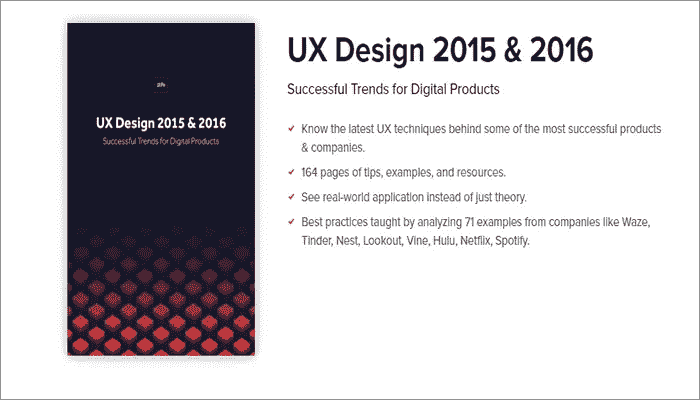 UX Design 2015 & 2016
Successful Trends for Digital Products
UX Design 2015 & 2016
Successful Trends for Digital Products
Know the latest UX techniques behind some of the most successful products
& companies.
164 pages of tips, examples, and resources.
See real-world application instead of just theory.
Best practices taught by analyzing 71 examples from companies like Waze,
Tinder, Nest, Lookout, Vine, Hulu, Netflix, Spotify.